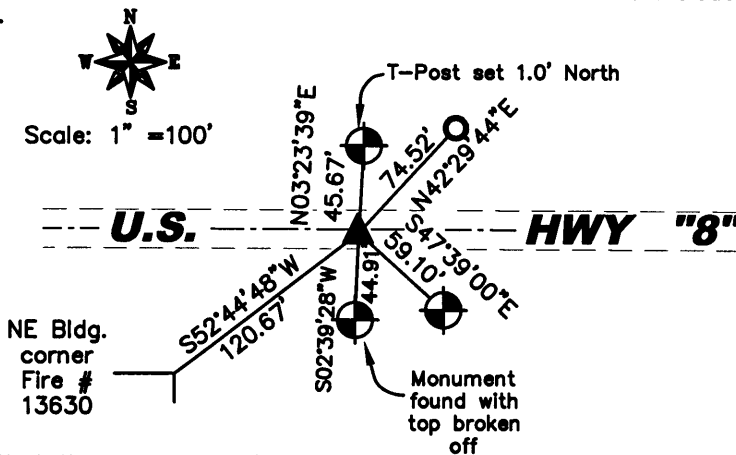 N
W E
S
Scale: 1" =100'
T-Post set 1.0' North
N03°23'39"E
45.67'
74.52'
N42°29'44"E
U.S. HWY "8"
S47°39'00"E
59.10'
S52°44'48"W
120.67'
S02°39'28"W
44.91'
NE Bldg.
corner
Fire #
13630
Monument
found with
top broken
off